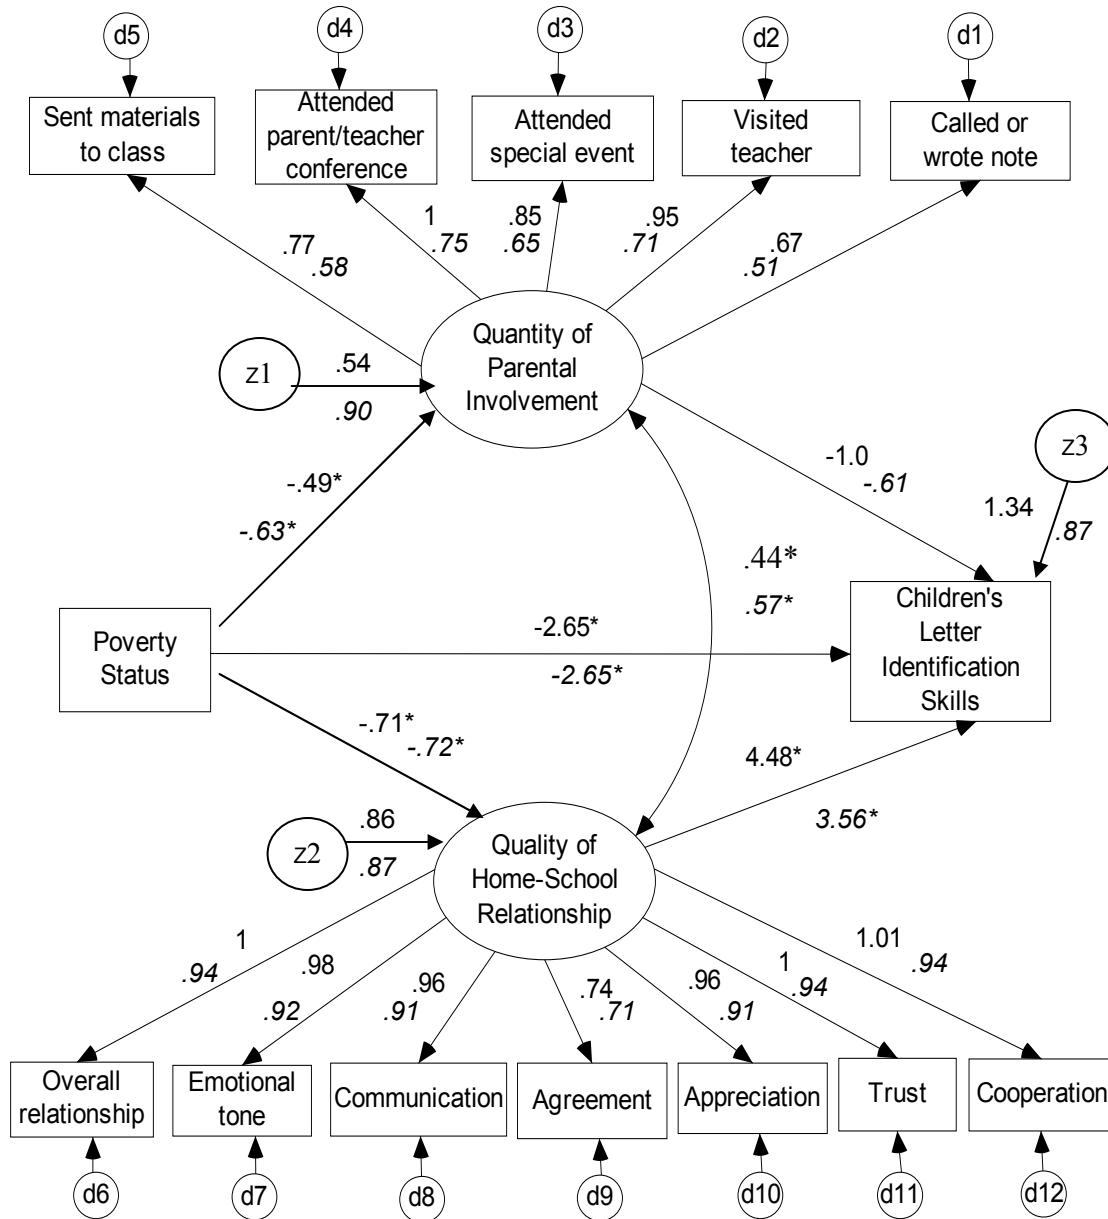 d5
d4
d3
d2
d1
Sent materials
to class
Attended
parent/teacher
conference
Attended
special event
Visited
teacher
Called or
wrote note
.77
.58
1
.75
.85
.65
.95
.71
.67
.51
Quantity of
Parental
Involvement
z1
.54
.90
-.49*
-.63*
-1.0
-.61
z3
1.34
.87
.44*
.57*
Poverty
Status
-2.65*
-2.65*
Children's
Letter
Identification
Skills
-.71*
-.72*
4.48*
3.56*
z2
.86
.87
Quality of
Home-School
Relationship
1
.94
.98
.92
.96
.91
.74
.71
.96
.91
1
.94
1.01
.94
Overall
relationship
Emotional
tone
Communication
Agreement
Appreciation
Trust
Cooperation
d6
d7
d8
d9
d10
d11
d12